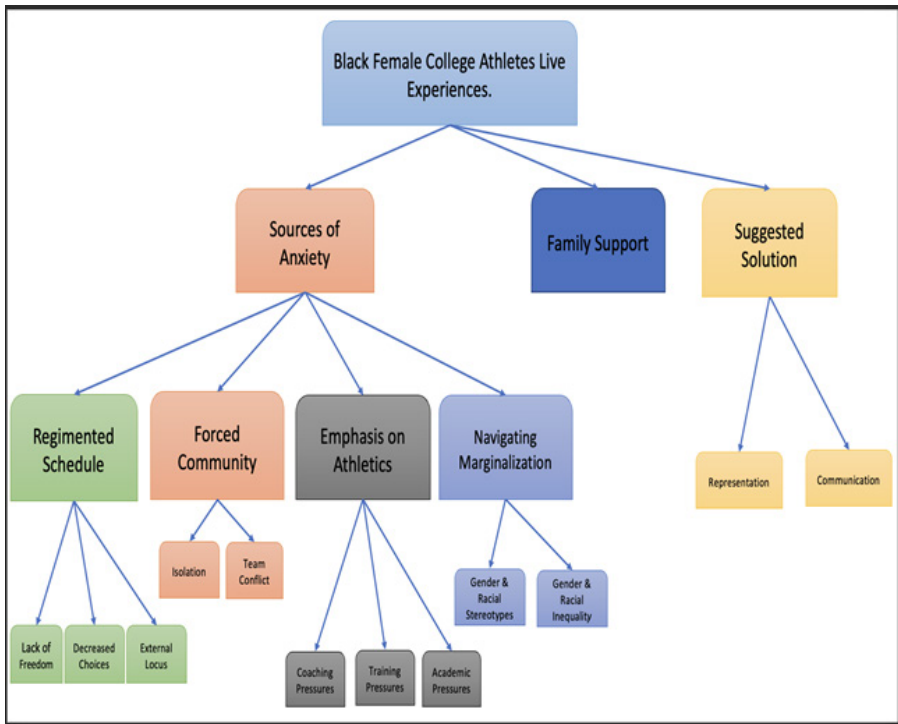 Black Female College Athletes Live
Experiences.
Sources of
Anxiety
Family Support
Suggested
Solution
Regimented
Schedule
Forced
Community
Emphasis on
Athletics
Navigating
Marginalization
Representation
Communication
Isolation
Team
Conflict
Gender &
Racial
Stereotypes
Gender &
Racial
Inequality
Lack of
Freedom
Decreased
Choices
External
Locus
Coaching
Pressures
Training
Pressures
Academic
Pressures